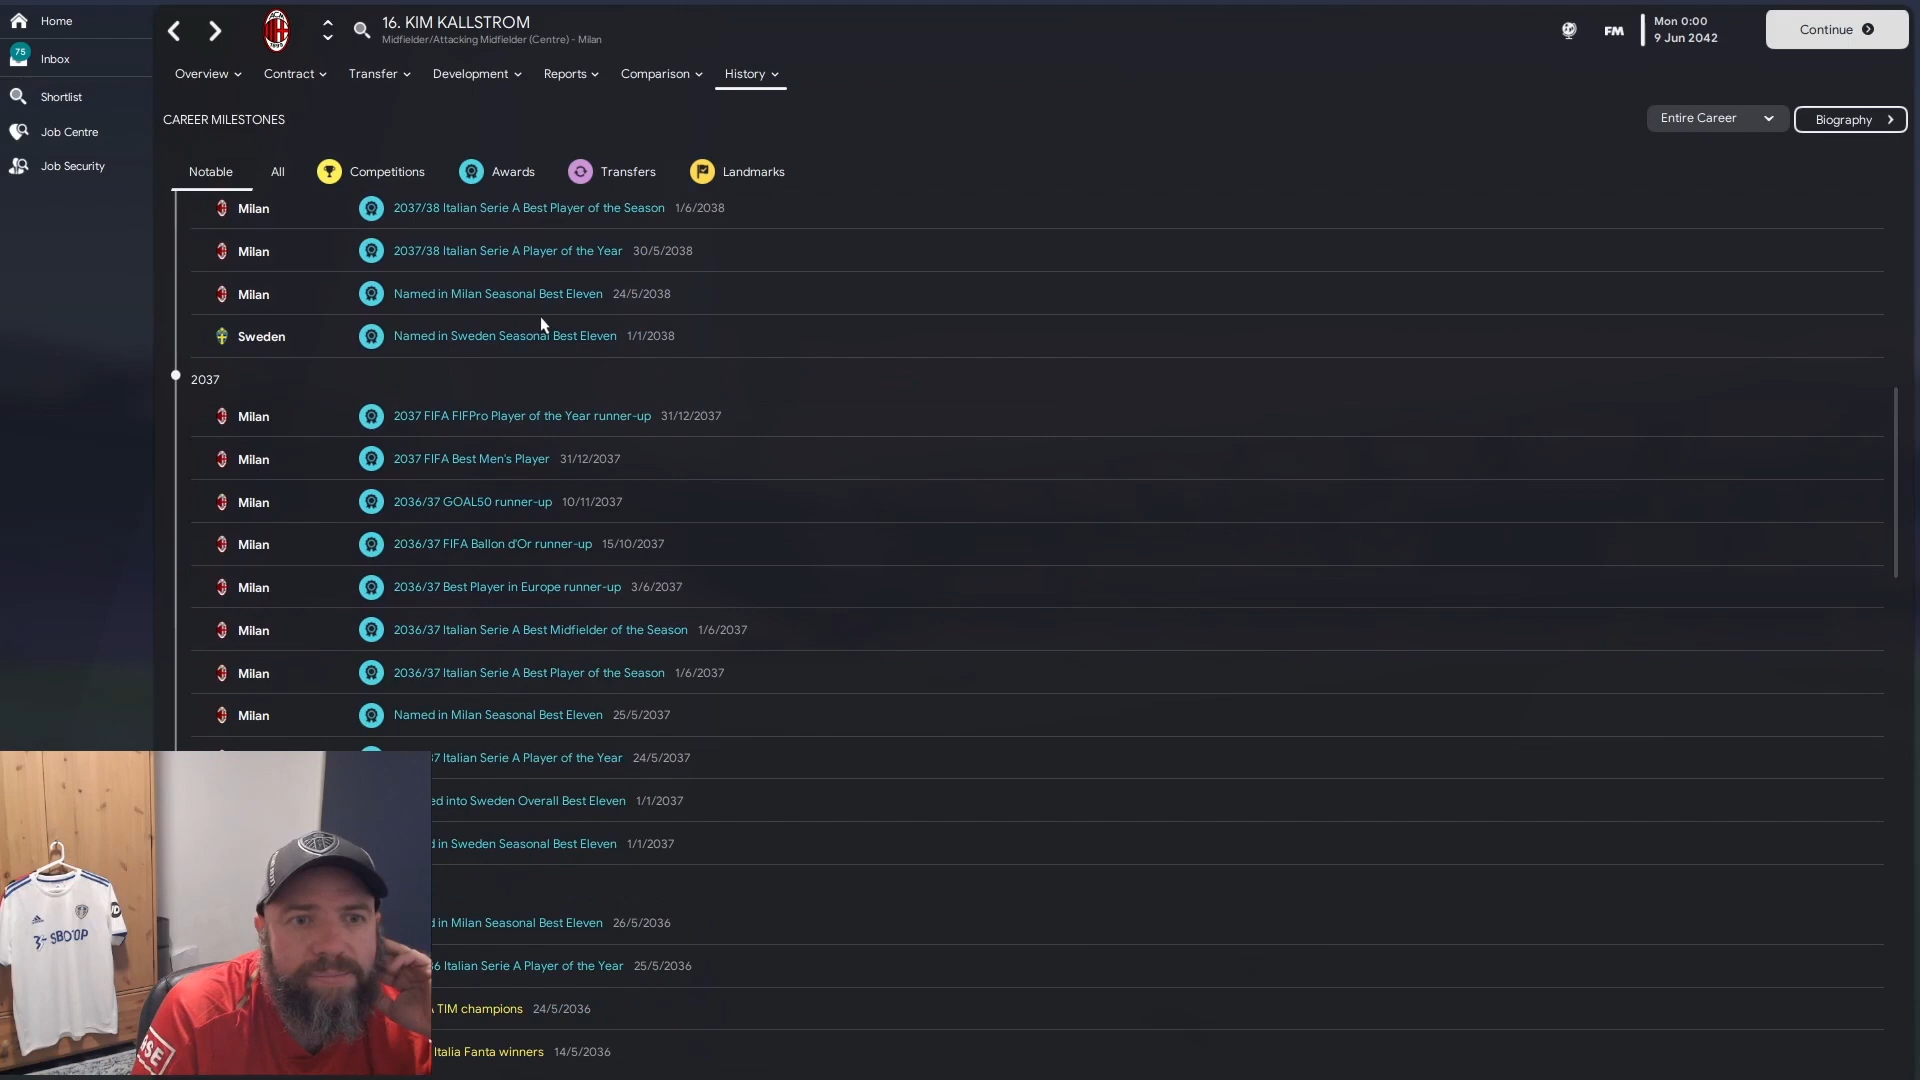 Home
75
Inbox
Shortlist
Job Centre
Job Security
16. KIM KALLSTROM
Midfielder/Attacking Midfielder (Centre) - Milan
FM
Mon 0:00
9 Jun 2042
Continue
Overview
Contract
Transfer
Development
Reports
Comparison
History
CAREER MILESTONES
Entire Career
Biography
Notable
All
Competitions
Awards
Transfers
Landmarks
Milan 2037/38 Italian Serie A Best Player of the Season 1/6/2038
Milan 2037/38 Italian Serie A Player of the Year 30/5/2038
Milan Named in Milan Seasonal Best Eleven 24/5/2038
Sweden Named in Sweden Seasonal Best Eleven 1/1/2038
2037
Milan 2037 FIFA FIFPro Player of the Year runner-up 31/12/2037
Milan 2037 FIFA Best Men's Player 31/12/2037
Milan 2036/37 GOAL50 runner-up 10/11/2037
Milan 2036/37 FIFA Ballon d'Or runner-up 15/10/2037
Milan 2036/37 Best Player in Europe runner-up 3/6/2037
Milan 2036/37 Italian Serie A Best Midfielder of the Season 1/6/2037
Milan 2036/37 Italian Serie A Best Player of the Season 1/6/2037
Milan Named in Milan Seasonal Best Eleven 25/5/2037
37 Italian Serie A Player of the Year 24/5/2037
ed into Sweden Overall Best Eleven 1/1/2037
d in Sweden Seasonal Best Eleven 1/1/2037
d in Milan Seasonal Best Eleven 26/5/2036
36 Italian Serie A Player of the Year 25/5/2036
A TIM champions 24/5/2036
Italia Fanta winners 14/5/2036
SBOTOP